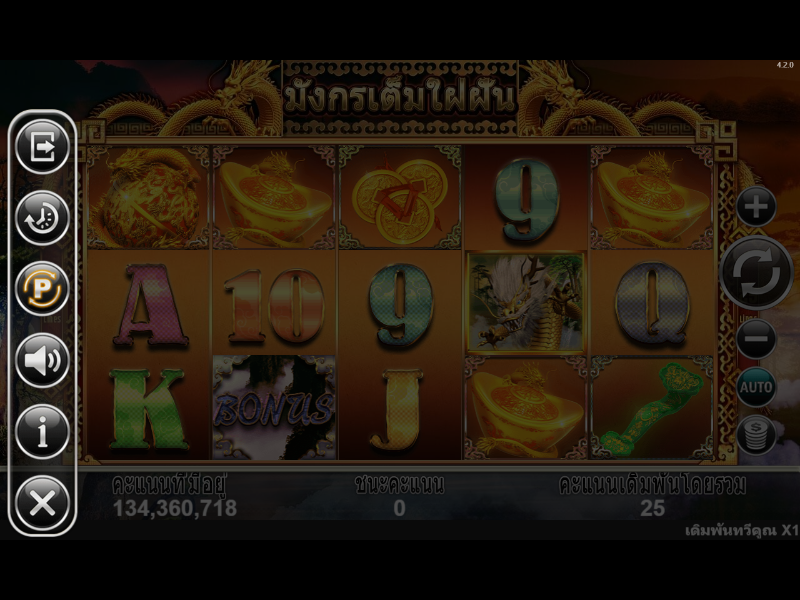 4.2.0
มังกรเต็มใฝ่ฝัน
9
A 10 9 Q
P
K BONUS J
AUTO
คะแนนที่มีอยู่ ชนะคะแนน คะแนนเดิมพันโดยรวม
134,360,718 0 25
เดิมพันทวีคูณ X1